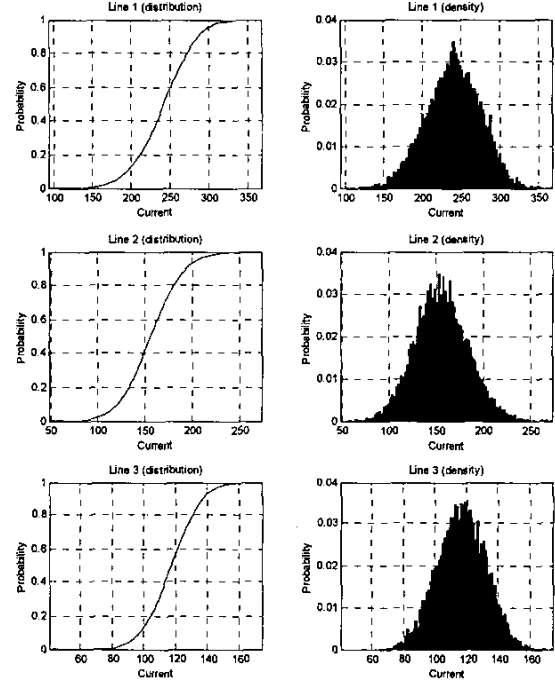 Line 1 (distribution)
Line 1 (density)
1
0.8
0.6
0.4
0.2
0
Probability
100 150 200 250 300 350
Current
0.04
0.03
0.02
0.01
0
Probability
100 150 200 250 300 350
Current
Line 2 (distribution)
Line 2 (density)
1
0.8
0.6
0.4
0.2
0
Probability
50 100 150 200 250
Current
0.04
0.03
0.02
0.01
0
Probability
50 100 150 200 250
Current
Line 3 (distribution)
Line 3 (density)
1
0.8
0.6
0.4
0.2
0
Probability
60 80 100 120 140 160
Current
0.04
0.03
0.02
0.01
0
Probability
60 80 100 120 140 160
Current